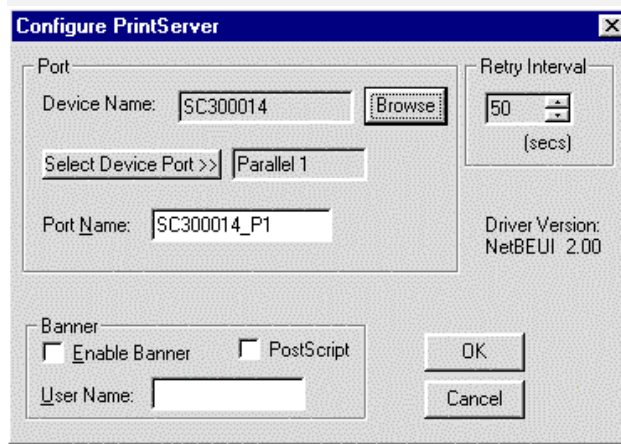 Configure PrintServer
Port
Device Name: SC300014 Browse
Select Device Port >> Parallel 1
Port Name: SC300014_P1
Retry Interval
50
(secs)
Driver Version:
NetBEUI 2.00
Banner
Enable Banner PostScript
User Name:
OK
Cancel